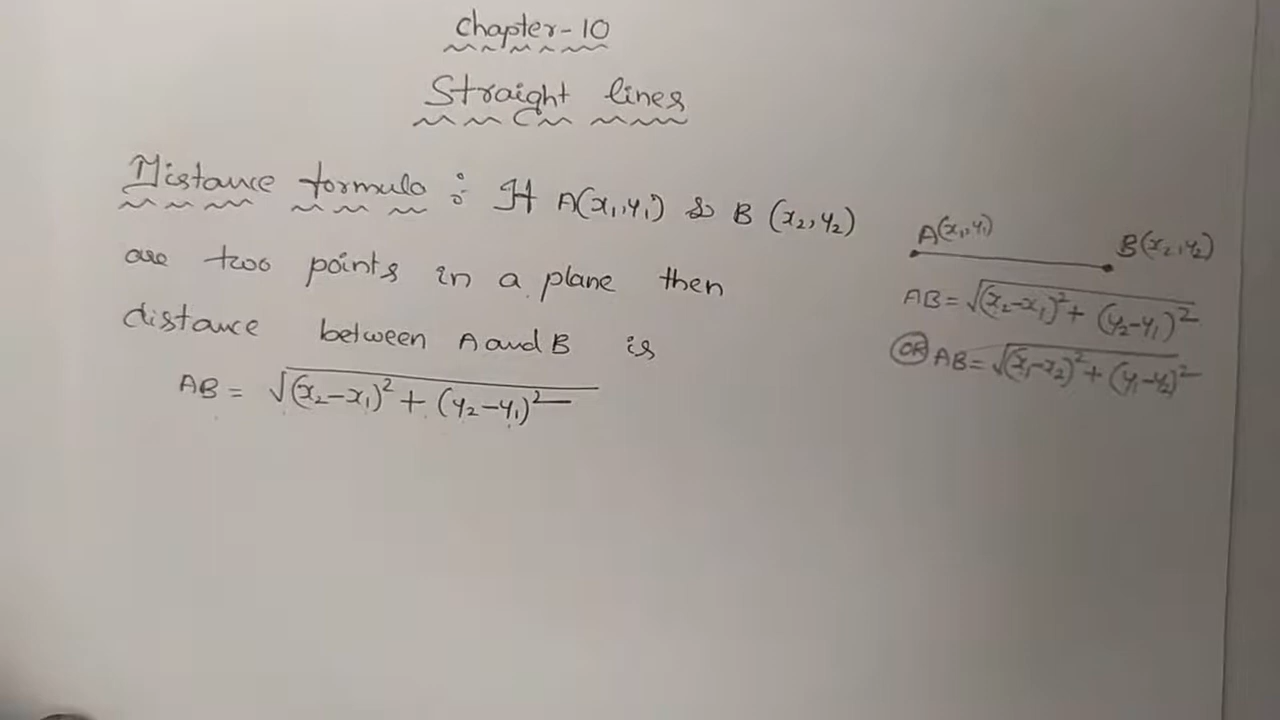 chapter-10
Straight lines
Distance formula : If A(x₁,y₁) & B (x₂,y₂)
are two points in a plane then
distance between A and B is
AB = √(x₂-x₁)² + (y₂-y₁)²
A(x₁,y₁) B(x₂,y₂)
AB = √(x₂-x₁)² + (y₂-y₁)²
OR AB = √(x₁-x₂)² + (y₁-y₂)²